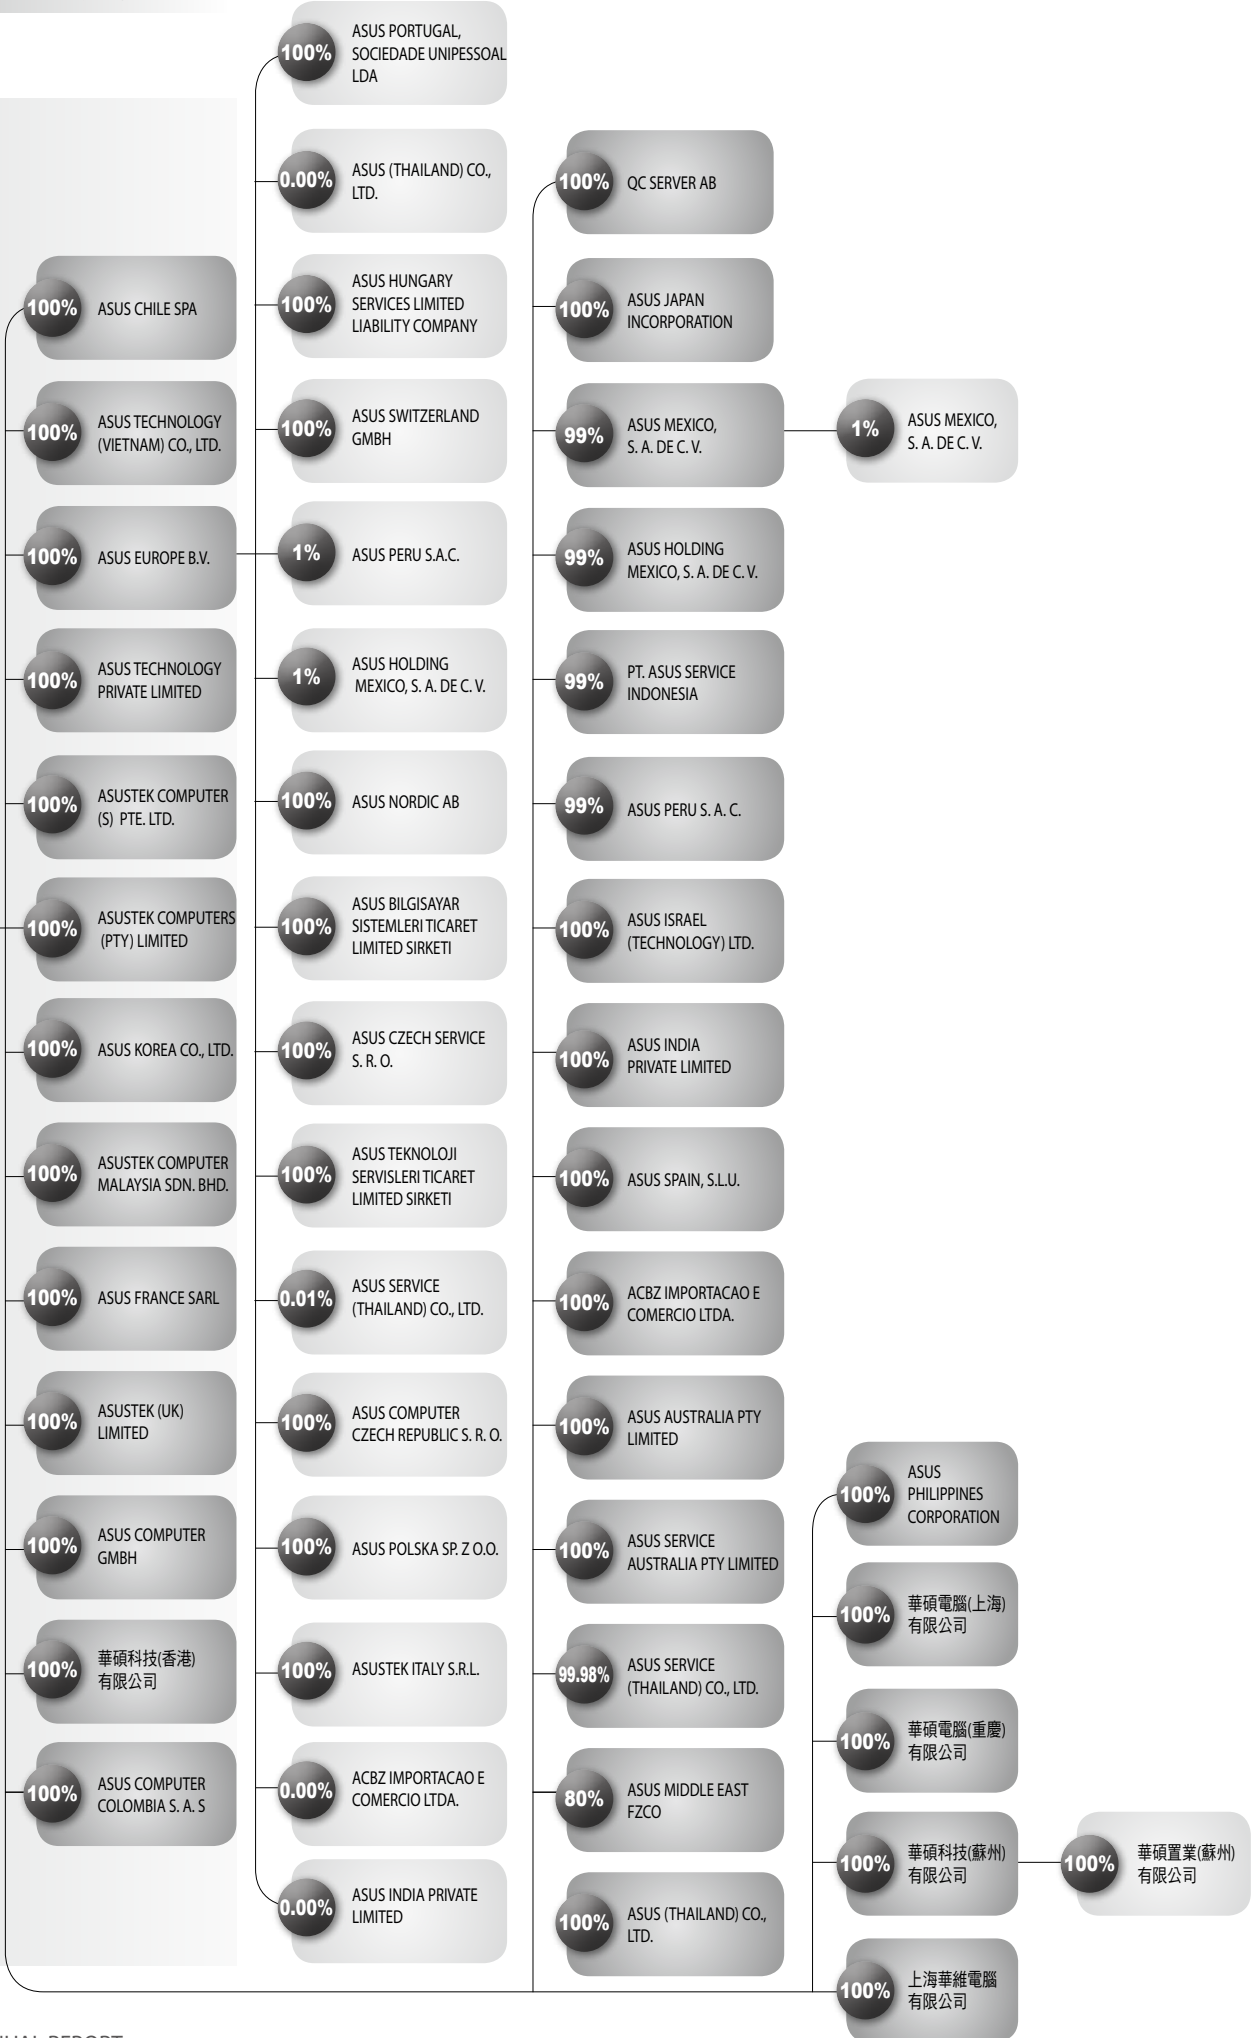 100%
ASUS CHILE SPA
100%
ASUS TECHNOLOGY
(VIETNAM) CO., LTD.
100%
ASUS EUROPE B.V.
100%
ASUS TECHNOLOGY
PRIVATE LIMITED
100%
ASUSTEK COMPUTER
(S) PTE. LTD.
100%
ASUSTEK COMPUTERS
(PTY) LIMITED
100%
ASUS KOREA CO., LTD.
100%
ASUSTEK COMPUTER
MALAYSIA SDN. BHD.
100%
ASUS FRANCE SARL
100%
ASUSTEK (UK)
LIMITED
100%
ASUS COMPUTER
GMBH
100%
華碩科技(香港)
有限公司
100%
ASUS COMPUTER
COLOMBIA S. A. S
100%
ASUS PORTUGAL,
SOCIEDADE UNIPESSOAL
LDA
0.00%
ASUS (THAILAND) CO.,
LTD.
100%
ASUS HUNGARY
SERVICES LIMITED
LIABILITY COMPANY
100%
ASUS SWITZERLAND
GMBH
1%
ASUS PERU S.A.C.
1%
ASUS HOLDING
MEXICO, S. A. DE C. V.
100%
ASUS NORDIC AB
100%
ASUS BILGISAYAR
SISTEMLERI TICARET
LIMITED SIRKETI
100%
ASUS CZECH SERVICE
S. R. O.
100%
ASUS TEKNOLOJI
SERVISLERI TICARET
LIMITED SIRKETI
0.01%
ASUS SERVICE
(THAILAND) CO., LTD.
100%
ASUS COMPUTER
CZECH REPUBLIC S. R. O.
100%
ASUS POLSKA SP. Z O.O.
100%
ASUSTEK ITALY S.R.L.
0.00%
ACBZ IMPORTACAO E
COMERCIO LTDA.
0.00%
ASUS INDIA PRIVATE
LIMITED
100%
QC SERVER AB
100%
ASUS JAPAN
INCORPORATION
99%
ASUS MEXICO,
S. A. DE C. V.
99%
ASUS HOLDING
MEXICO, S. A. DE C. V.
99%
PT. ASUS SERVICE
INDONESIA
99%
ASUS PERU S. A. C.
100%
ASUS ISRAEL
(TECHNOLOGY) LTD.
100%
ASUS INDIA
PRIVATE LIMITED
100%
ASUS SPAIN, S.L.U.
100%
ACBZ IMPORTACAO E
COMERCIO LTDA.
100%
ASUS AUSTRALIA PTY
LIMITED
100%
ASUS SERVICE
AUSTRALIA PTY LIMITED
99.98%
ASUS SERVICE
(THAILAND) CO., LTD.
80%
ASUS MIDDLE EAST
FZCO
100%
ASUS (THAILAND) CO.,
LTD.
1%
ASUS MEXICO,
S. A. DE C. V.
100%
ASUS
PHILIPPINES
CORPORATION
100%
華碩電腦(上海)
有限公司
100%
華碩電腦(重慶)
有限公司
100%
華碩科技(蘇州)
有限公司
100%
上海華維電腦
有限公司
100%
華碩置業(蘇州)
有限公司